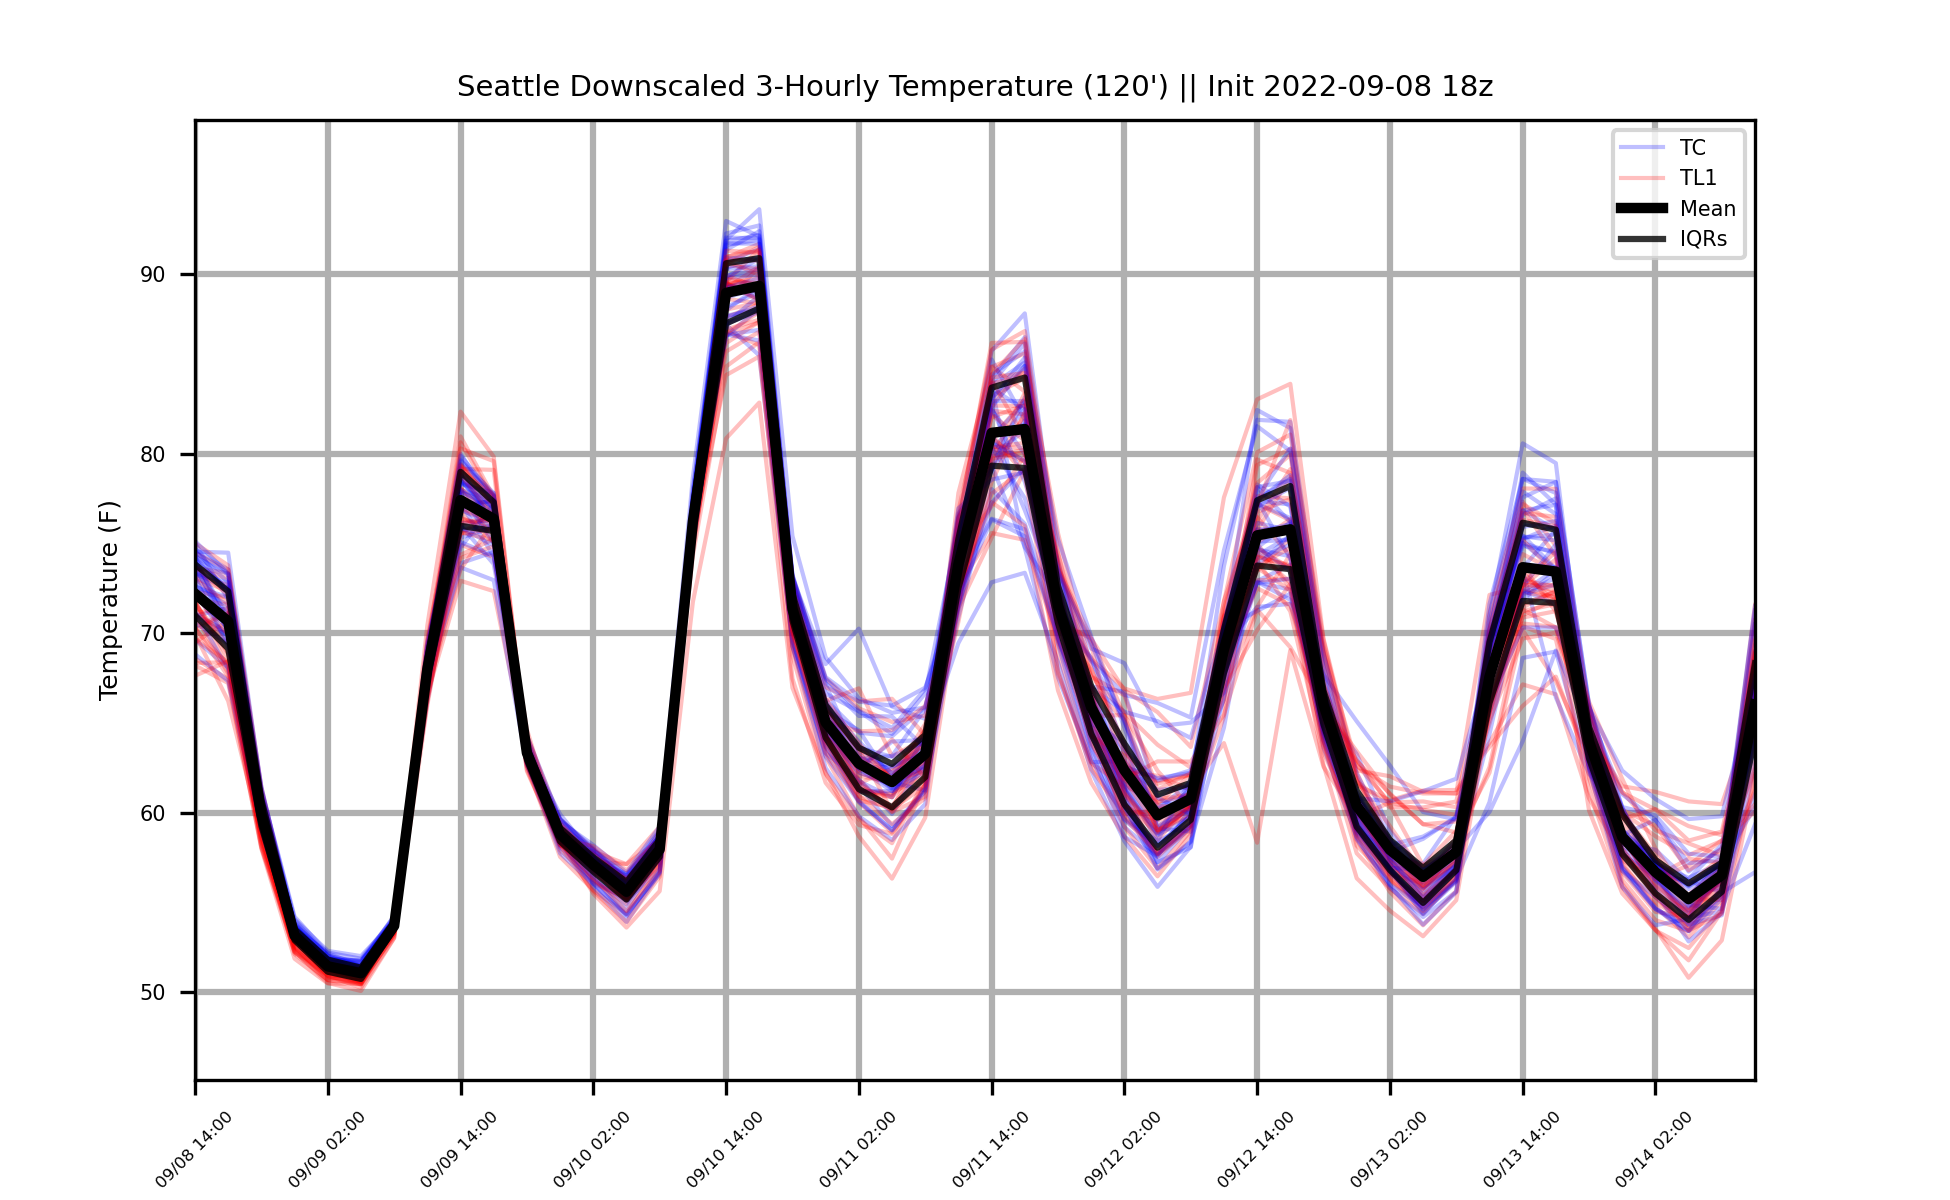 Seattle Downscaled 3-Hourly Temperature (120') || Init 2022-09-08 18z
TC
TL1
Mean
IQRs
Temperature (F)
90
80
70
60
50
09/08 14:00
09/09 02:00
09/09 14:00
09/10 02:00
09/10 14:00
09/11 02:00
09/11 14:00
09/12 02:00
09/12 14:00
09/13 02:00
09/13 14:00
09/14 02:00